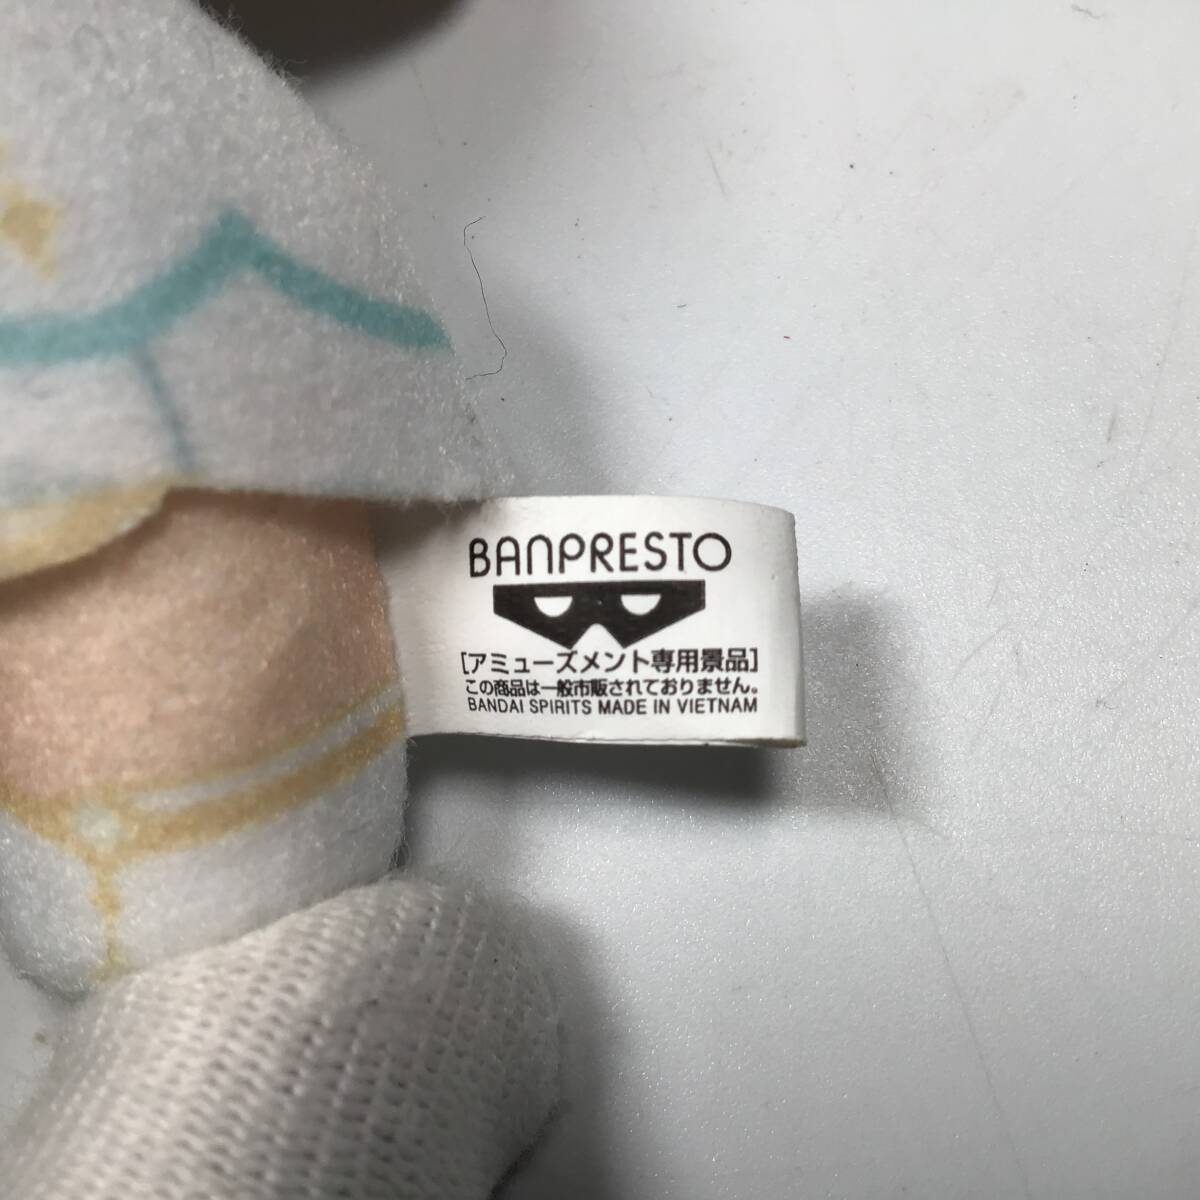 BANPRESTO
[アミューズメント専用景品]
この商品は一般市販されておりません。
BANDAI SPIRITS MADE IN VIETNAM